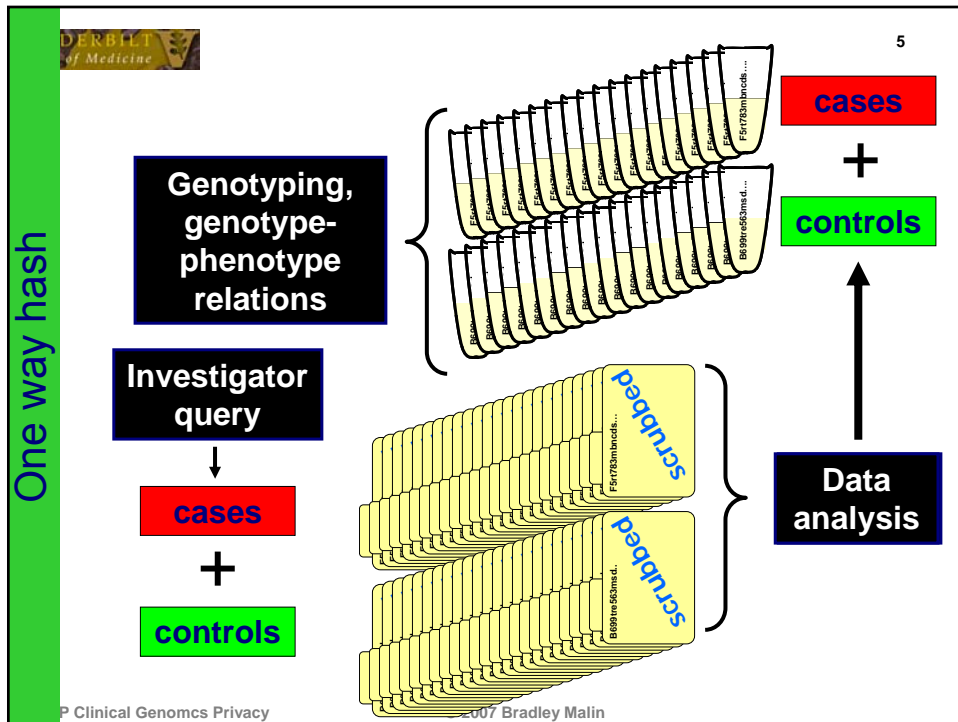 DERBILT
of Medicine
5
One way hash
Genotyping,
genotype-
phenotype
relations
F5rt783mbncds....
B699tre563msd....
cases
+
controls
Investigator
query
cases
+
controls
scrubbed
F5rt783mbncds...
scrubbed
B699tre563msd..
Data
analysis
P Clinical Genomcs Privacy
2007 Bradley Malin